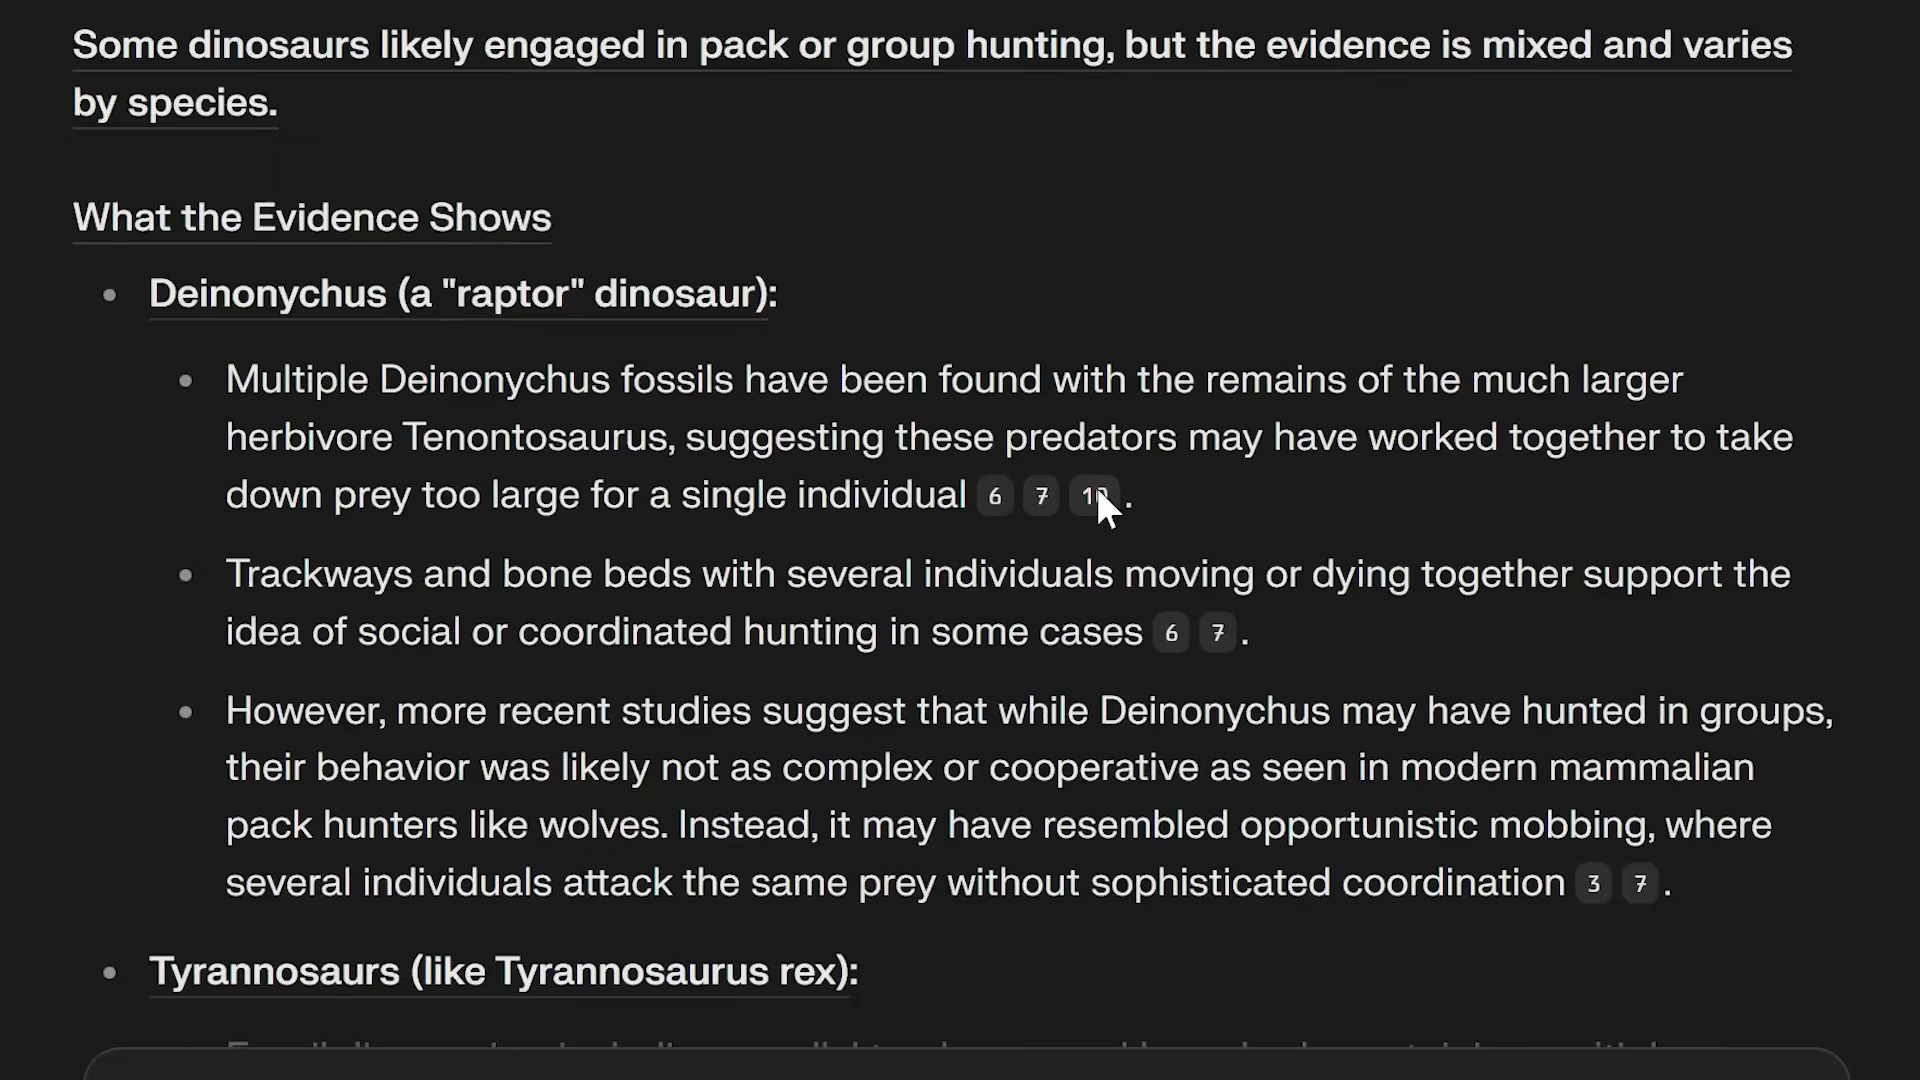 Some dinosaurs likely engaged in pack or group hunting, but the evidence is mixed and varies
by species.
What the Evidence Shows
Deinonychus (a "raptor" dinosaur):
Multiple Deinonychus fossils have been found with the remains of the much larger
herbivore Tenontosaurus, suggesting these predators may have worked together to take
down prey too large for a single individual 6 7 .
Trackways and bone beds with several individuals moving or dying together support the
idea of social or coordinated hunting in some cases 6 7 .
However, more recent studies suggest that while Deinonychus may have hunted in groups,
their behavior was likely not as complex or cooperative as seen in modern mammalian
pack hunters like wolves. Instead, it may have resembled opportunistic mobbing, where
several individuals attack the same prey without sophisticated coordination 3 7 .
Tyrannosaurs (like Tyrannosaurus rex):